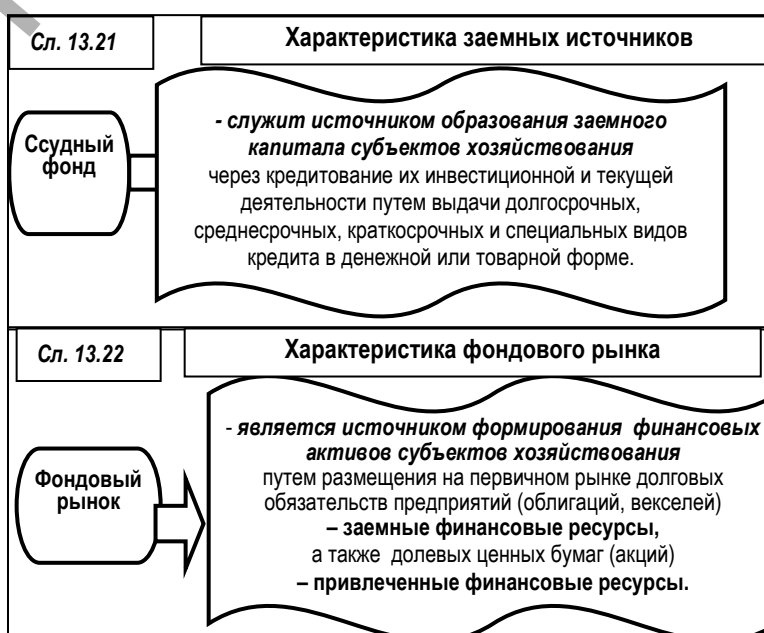 Сл. 13.21
Характеристика заемных источников
Ссудный
фонд
- служит источником образования заемного
капитала субъектов хозяйствования
через кредитование их инвестиционной и текущей
деятельности путем выдачи долгосрочных,
среднесрочных, краткосрочных и специальных видов
кредита в денежной или товарной форме.
Сл. 13.22
Характеристика фондового рынка
Фондовый
рынок
- является источником формирования финансовых
активов субъектов хозяйствования
путем размещения на первичном рынке долговых
обязательств предприятий (облигаций, векселей)
– заемные финансовые ресурсы,
а также долевых ценных бумаг (акций)
– привлеченные финансовые ресурсы.